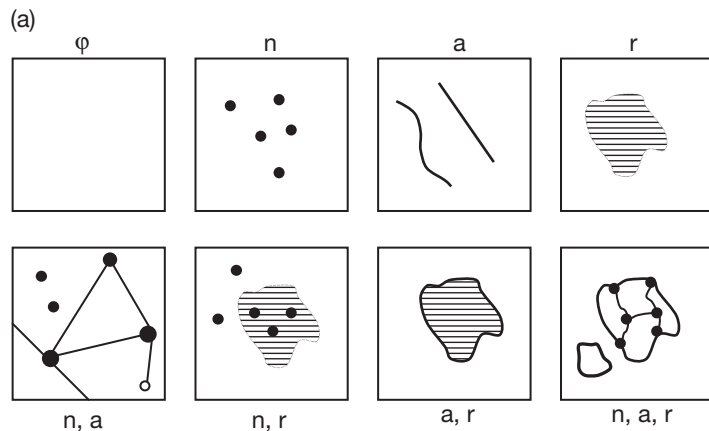 (a)
φ n a r
n, a n, r a, r n, a, r